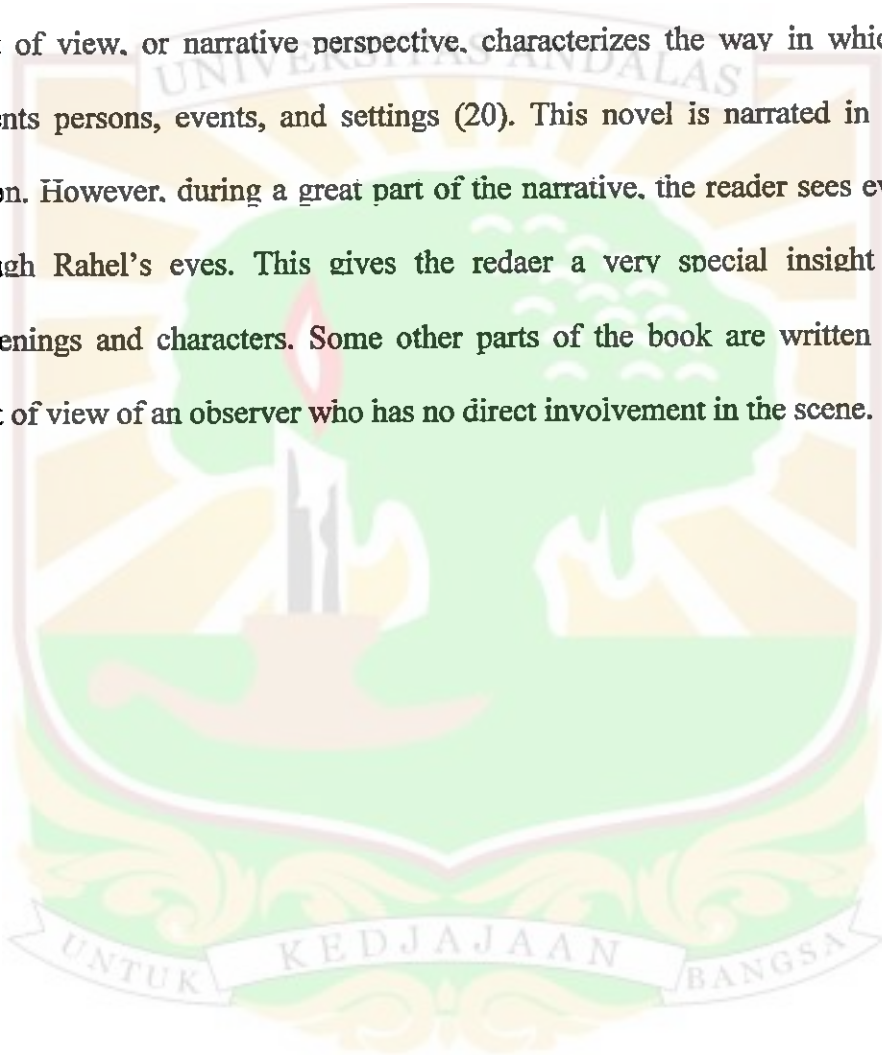 of view, or narrative perspective, characterizes the way in whic
UNIVERSITAS ANDALAS
nts persons, events, and settings (20). This novel is narrated in
on. However, during a great part of the narrative, the reader sees ev
ugh Rahel's eyes. This gives the redaer a very special insight
enings and characters. Some other parts of the book are written
of view of an observer who has no direct involvement in the scene.
UNTUK KEDJAJAAN BANGSA